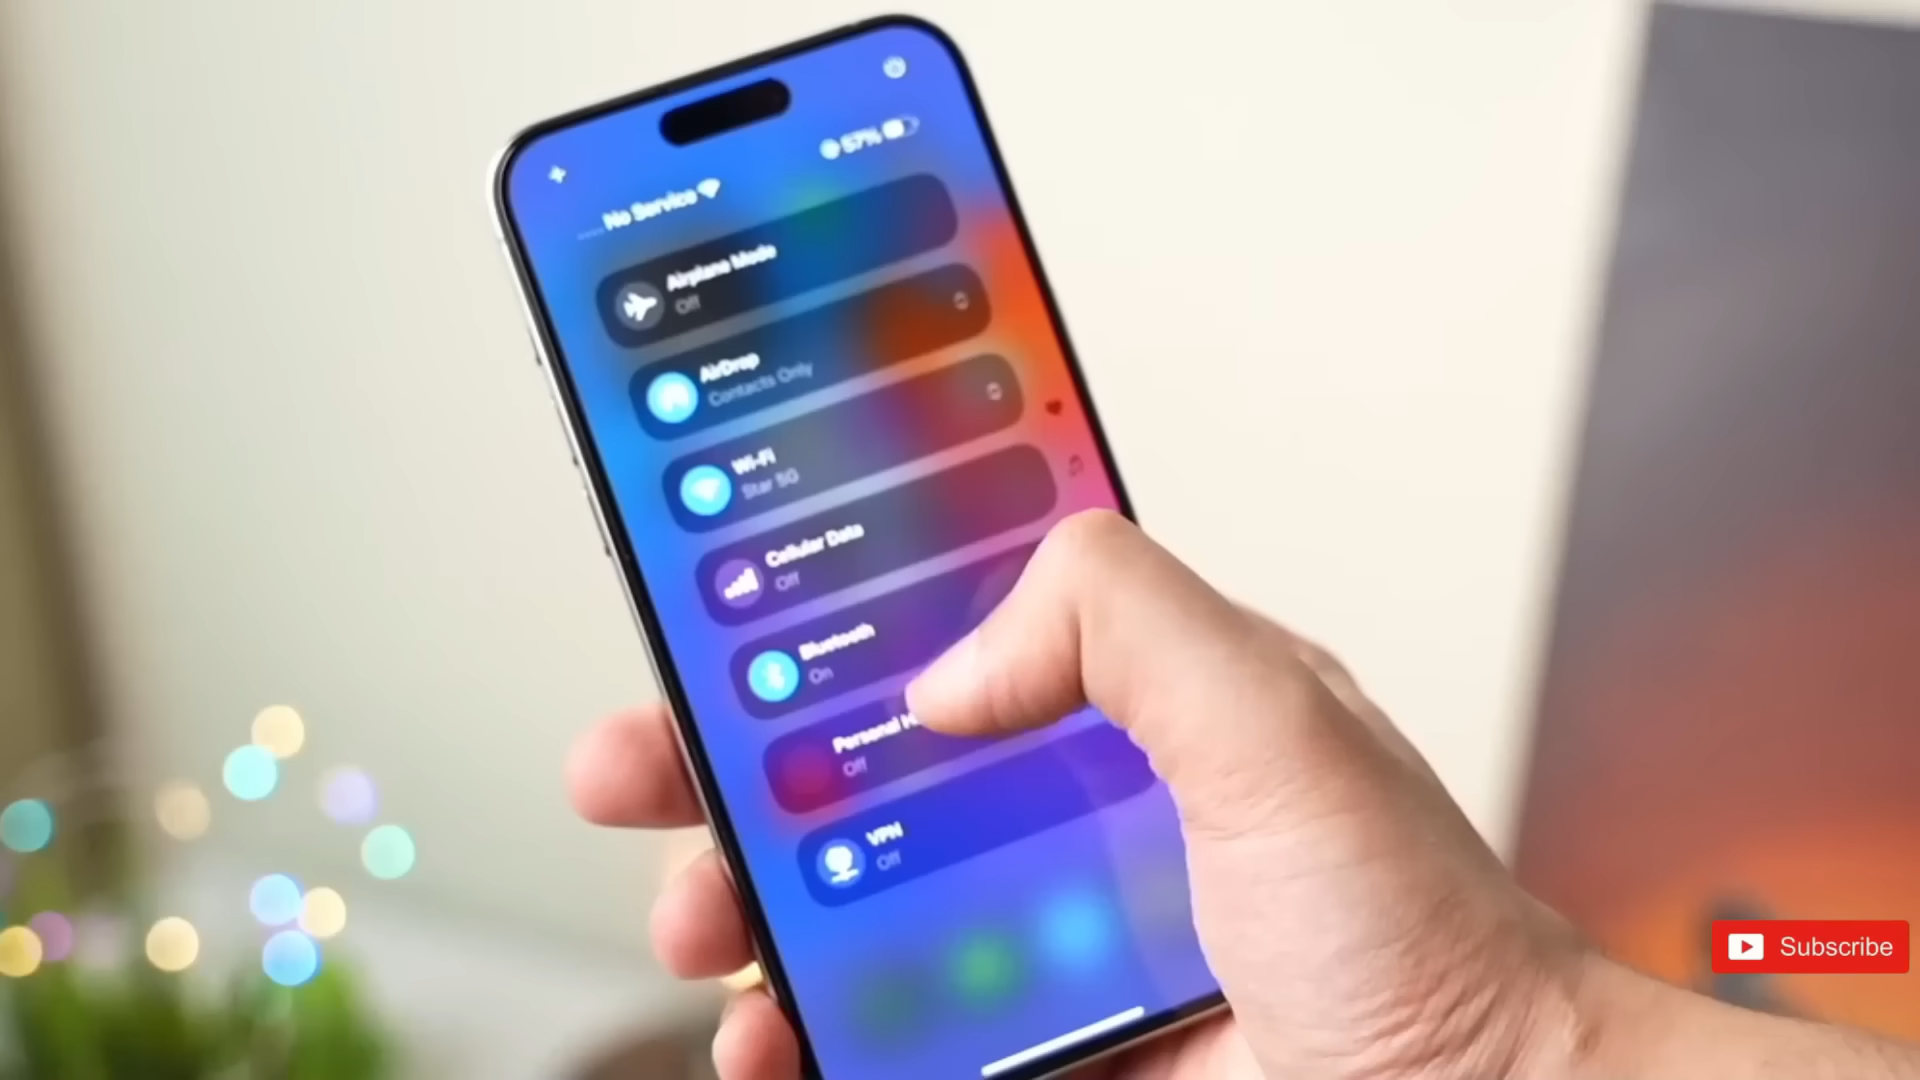 57%
No Service
Airplane Mode
Off
AirDrop
Contacts Only
Wi-Fi
Star 5G
Cellular Data
Off
Bluetooth
On
Personal
Off
VPN
Off
Subscribe